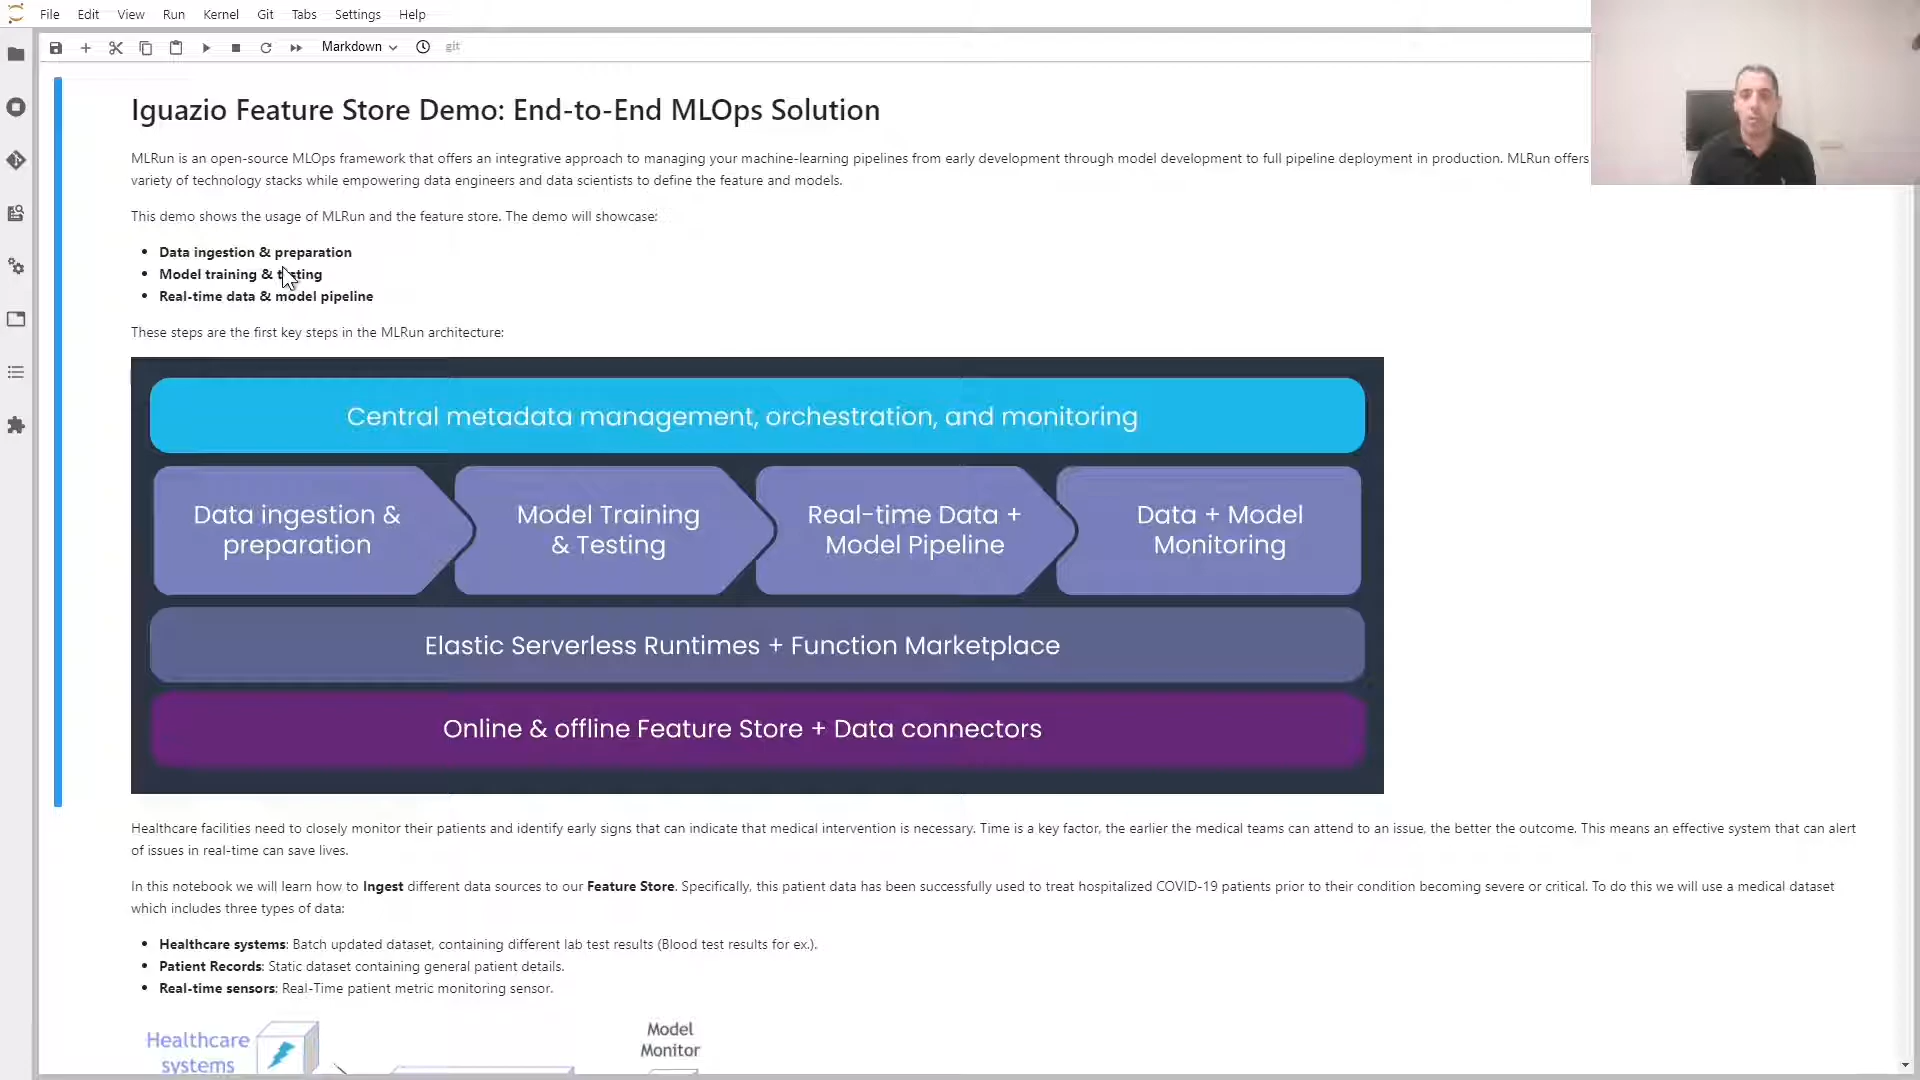 File Edit View Run Kernel Git Tabs Settings Help
Markdown git
Iguazio Feature Store Demo: End-to-End MLOps Solution
MLRun is an open-source MLOps framework that offers an integrative approach to managing your machine-learning pipelines from early development through model development to full pipeline deployment in production. MLRun offers
variety of technology stacks while empowering data engineers and data scientists to define the feature and models.
This demo shows the usage of MLRun and the feature store. The demo will showcase:
• Data ingestion & preparation
• Model training & testing
• Real-time data & model pipeline
These steps are the first key steps in the MLRun architecture:
Central metadata management, orchestration, and monitoring
Data ingestion &
preparation
Model Training
& Testing
Real-time Data +
Model Pipeline
Data + Model
Monitoring
Elastic Serverless Runtimes + Function Marketplace
Online & offline Feature Store + Data connectors
Healthcare facilities need to closely monitor their patients and identify early signs that can indicate that medical intervention is necessary. Time is a key factor, the earlier the medical teams can attend to an issue, the better the outcome. This means an effective system that can alert
of issues in real-time can save lives.
In this notebook we will learn how to Ingest different data sources to our Feature Store. Specifically, this patient data has been successfully used to treat hospitalized COVID-19 patients prior to their condition becoming severe or critical. To do this we will use a medical dataset
which includes three types of data:
• Healthcare systems: Batch updated dataset, containing different lab test results (Blood test results for ex.).
• Patient Records: Static dataset containing general patient details.
• Real-time sensors: Real-Time patient metric monitoring sensor.
Healthcare
systems
Model
Monitor